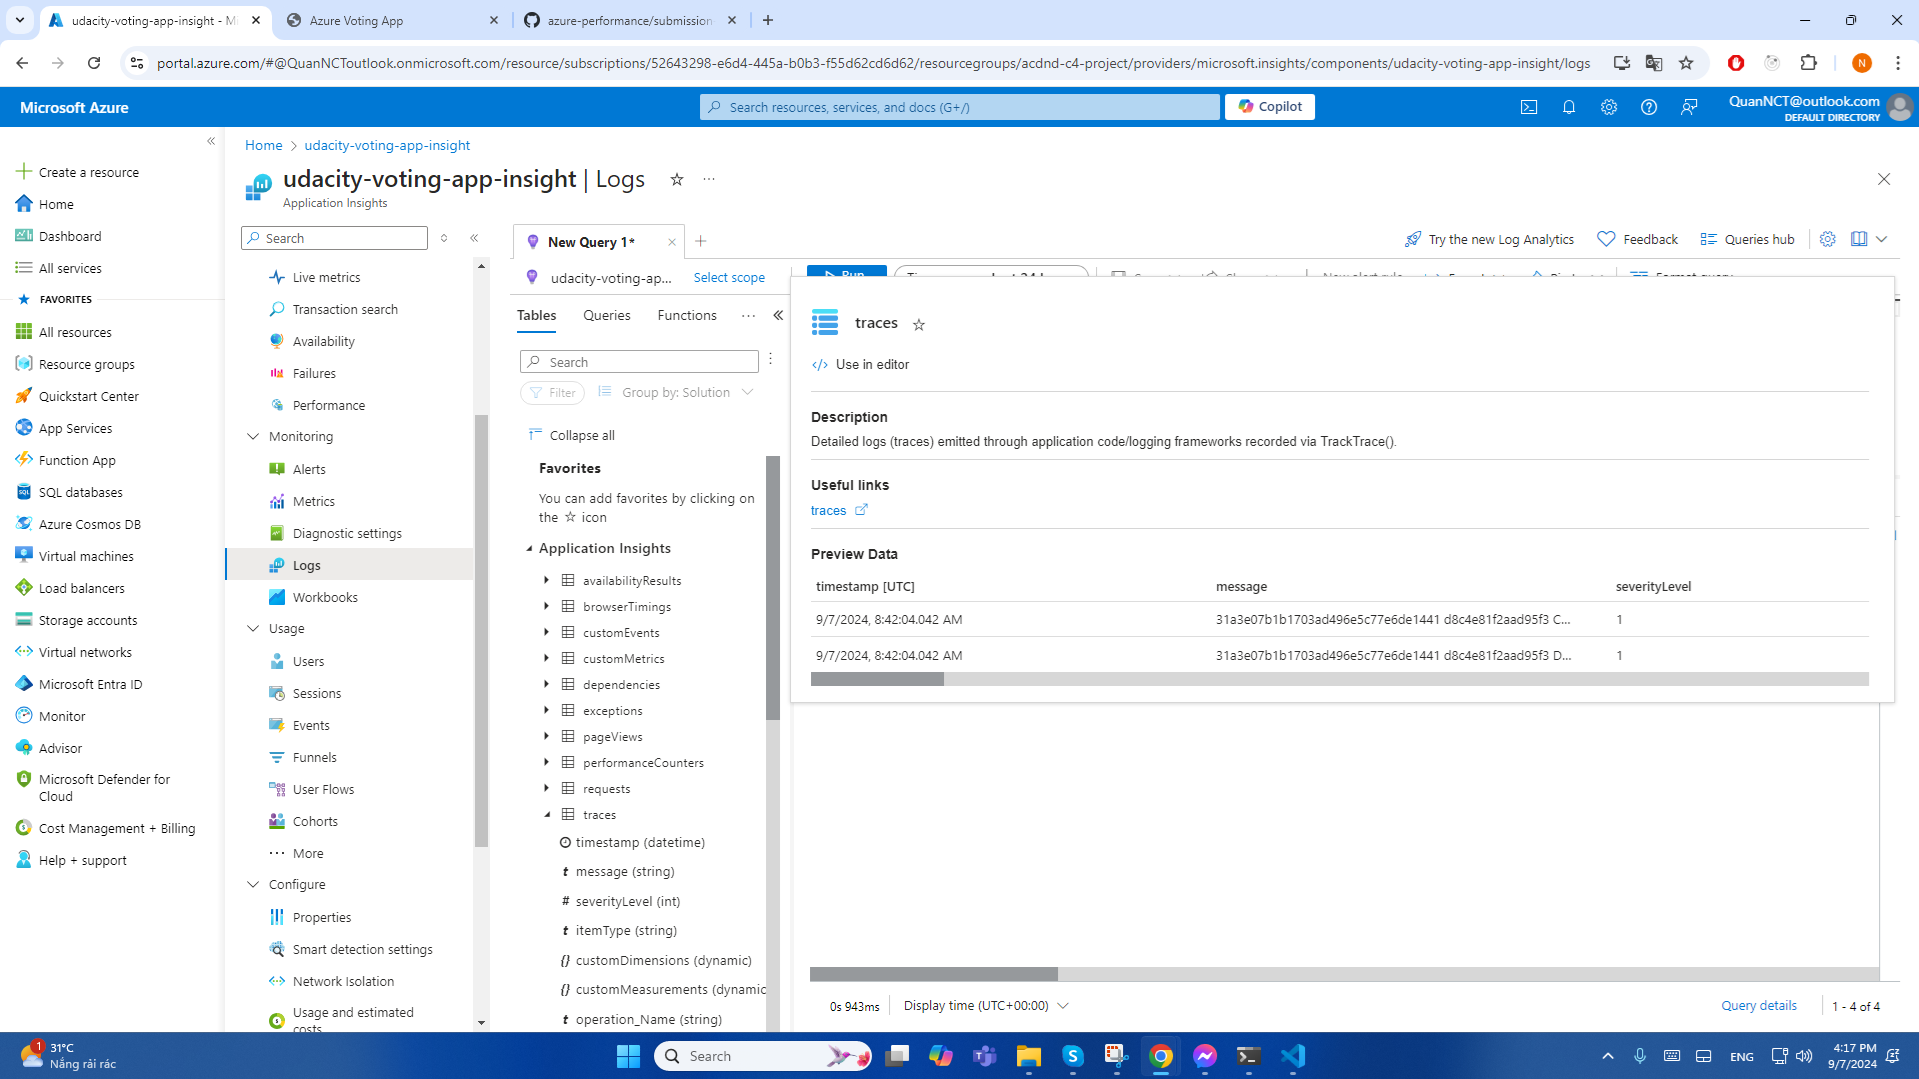 udacity-voting-app-insight - Mi
Azure Voting App
azure-performance/submission
portal.azure.com/#@QuanNCToutlook.onmicrosoft.com/resource/subscriptions/52643298-e6d4-445a-b0b3-f55d62cd6d62/resourcegroups/acdnd-c4-project/providers/microsoft.insights/components/udacity-voting-app-insight/logs
N
Microsoft Azure
Search resources, services, and docs (G+/)
Copilot
QuanNCT@outlook.com
DEFAULT DIRECTORY
Create a resource
Home
Dashboard
All services
FAVORITES
All resources
Resource groups
Quickstart Center
App Services
Function App
SQL databases
Azure Cosmos DB
Virtual machines
Load balancers
Storage accounts
Virtual networks
Microsoft Entra ID
Monitor
Advisor
Microsoft Defender for
Cloud
Cost Management + Billing
Help + support
Home > udacity-voting-app-insight
udacity-voting-app-insight | Logs
Application Insights
Search
Live metrics
Transaction search
Availability
Failures
Performance
Monitoring
Alerts
Metrics
Diagnostic settings
Logs
Workbooks
Usage
Users
Sessions
Events
Funnels
User Flows
Cohorts
More
Configure
Properties
Smart detection settings
Network Isolation
Usage and estimated
costs
New Query 1*
Try the new Log Analytics
Feedback
Queries hub
udacity-voting-ap...
Select scope
Run
Tables
Queries
Functions
Search
Filter
Group by: Solution
Collapse all
Favorites
You can add favorites by clicking on
the ☆ icon
Application Insights
availabilityResults
browserTimings
customEvents
customMetrics
dependencies
exceptions
pageViews
performanceCounters
requests
traces
timestamp (datetime)
t message (string)
# severityLevel (int)
t itemType (string)
{} customDimensions (dynamic)
{} customMeasurements (dynamic
t operation_Name (string)
traces
</> Use in editor
Description
Detailed logs (traces) emitted through application code/logging frameworks recorded via TrackTrace().
Useful links
traces
Preview Data
timestamp [UTC] message severityLevel
9/7/2024, 8:42:04.042 AM 31a3e07b1b1703ad496e5c77e6de1441 d8c4e81f2aad95f3 C... 1
9/7/2024, 8:42:04.042 AM 31a3e07b1b1703ad496e5c77e6de1441 d8c4e81f2aad95f3 D... 1
0s 943ms
Display time (UTC+00:00)
Query details
1 - 4 of 4
1
31°C
Nắng rải rác
Search
ENG
4:17 PM
9/7/2024